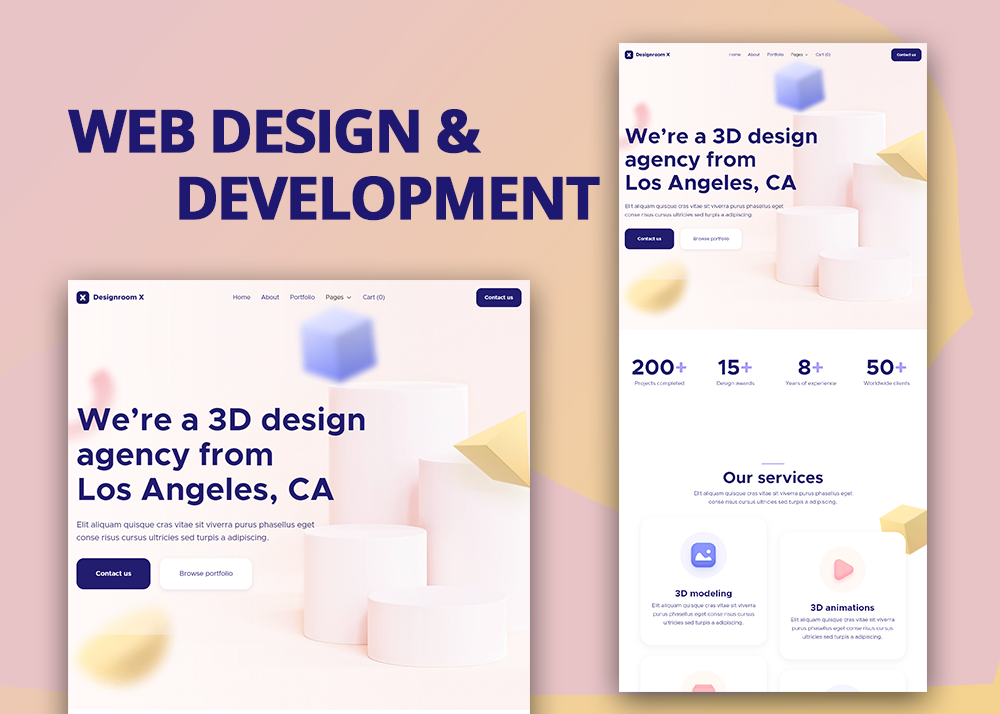 WEB DESIGN &
DEVELOPMENT
X Designroom X
Home About Portfolio Pages Cart (0)
Contact us
We're a 3D design
agency from
Los Angeles, CA
Elit aliquam quisque cras vitae sit viverra purus phasellus eget
conse risus cursus ultricies sed turpis a adipiscing.
Contact us
Browse portfolio
X Designroom X
Home About Portfolio Pages Cart (0)
Contact us
We're a 3D design
agency from
Los Angeles, CA
Elit aliquam quisque cras vitae sit viverra purus phasellus eget
conse risus cursus ultricies sed turpis a adipiscing.
Contact us
Browse portfolio
200+ 15+ 8+ 50+
Projects completed Design awards Years of experience Worldwide clients
Our services
Elit aliquam quisque cras vitae sit viverra purus phasellus eget
conse risus cursus ultricies sed turpis a adipiscing.
3D modeling
Elit aliquam quisque cras vitae sit viverra
purus phasellus eget conse risus cursus
ultricies sed turpis a adipiscing.
3D animations
Elit aliquam quisque cras vitae sit viverra
purus phasellus eget conse risus cursus
ultricies sed turpis a adipiscing.